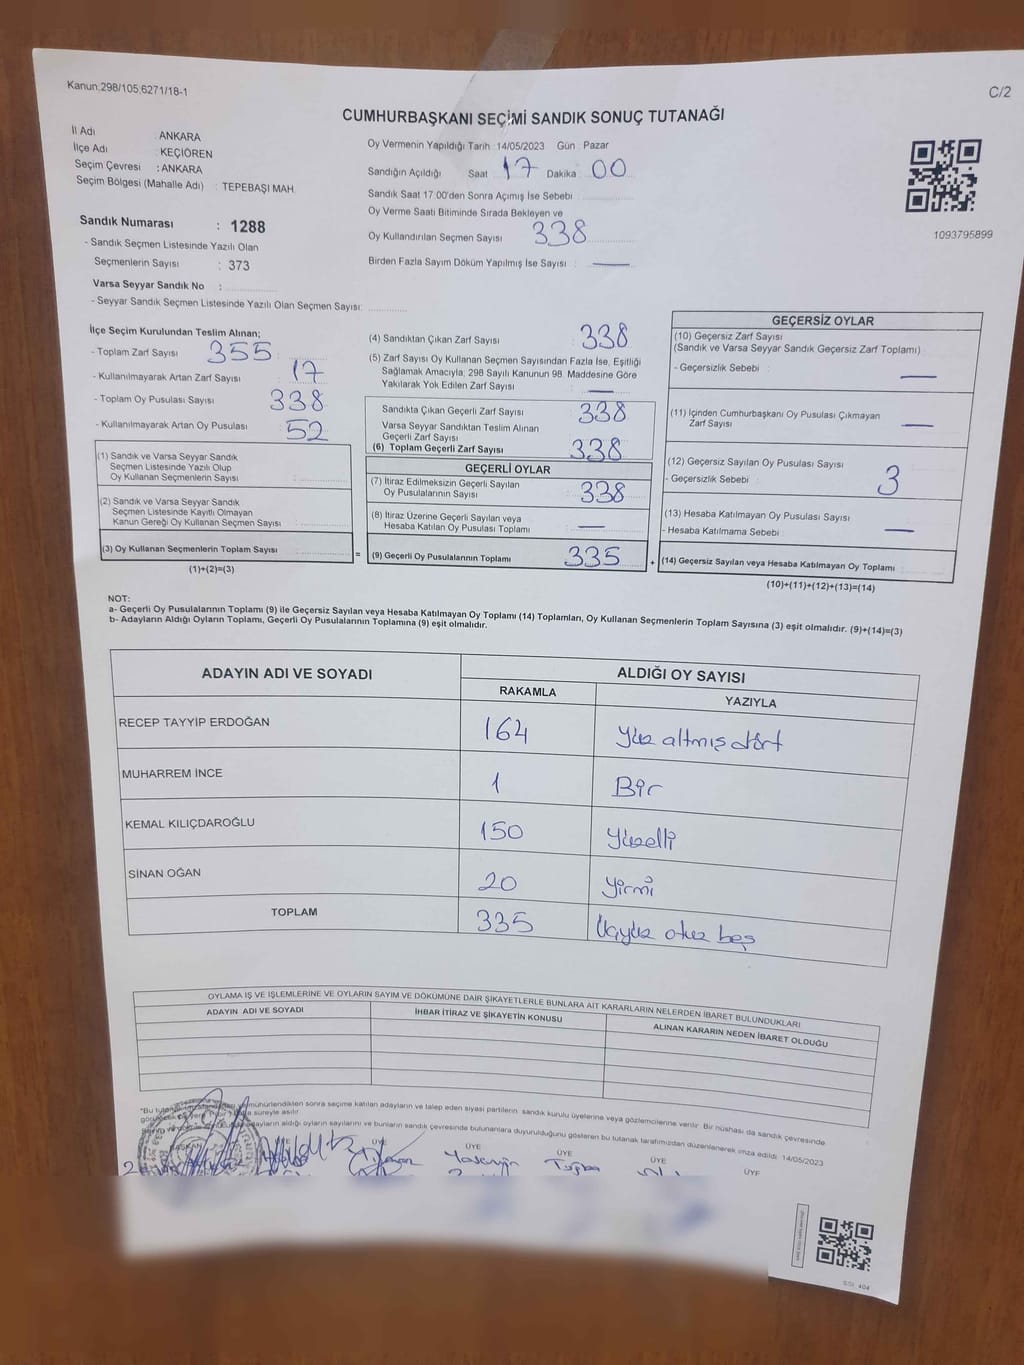 Kanun;298/105,6271/18-1
C/2
CUMHURBAŞKANI SEÇİMİ SANDIK SONUÇ TUTANAĞI
İl Adı : ANKARA
İlçe Adı : KEÇİÖREN
Seçim Çevresi : ANKARA
Seçim Bölgesi (Mahalle Adı) : TEPEBAŞI MAH.
Oy Vermenin Yapıldığı Tarih :14/05/2023 Gün : Pazar
Sandığın Açıldığı Saat : 17 Dakika : 00
Sandık Saat 17.00'den Sonra Açımış İse Sebebi :
Oy Verme Saati Bitiminde Sırada Bekleyen ve
Oy Kullandırılan Seçmen Sayısı : 338
Birden Fazla Sayım Döküm Yapılmış İse Sayısı : —
1093795899
Sandık Numarası : 1288
- Sandık Seçmen Listesinde Yazılı Olan
Seçmenlerin Sayısı : 373
Varsa Seyyar Sandık No :
- Seyyar Sandık Seçmen Listesinde Yazılı Olan Seçmen Sayısı:
İlçe Seçim Kurulundan Teslim Alınan;
- Toplam Zarf Sayısı : 355
- Kullanılmayarak Artan Zarf Sayısı : 17
- Toplam Oy Pusulası Sayısı : 338
- Kullanılmayarak Artan Oy Pusulası : 52
(1) Sandık ve Varsa Seyyar Sandık
Seçmen Listesinde Yazılı Olup
Oy Kullanan Seçmenlerin Sayısı :
(2) Sandık ve Varsa Seyyar Sandık
Seçmen Listesinde Kayıtlı Olmayan
Kanun Gereği Oy Kullanan Seçmen Sayısı :
(3) Oy Kullanan Seçmenlerin Toplam Sayısı : =
(1)+(2)=(3)
(4) Sandıktan Çıkan Zarf Sayısı : 338
(5) Zarf Sayısı Oy Kullanan Seçmen Sayısından Fazla İse, Eşitliği
Sağlamak Amacıyla; 298 Sayılı Kanunun 98. Maddesine Göre
Yakılarak Yok Edilen Zarf Sayısı : —
Sandıkta Çıkan Geçerli Zarf Sayısı : 338
Varsa Seyyar Sandıktan Teslim Alınan
Geçerli Zarf Sayısı :
(6) Toplam Geçerli Zarf Sayısı : 338
GEÇERLİ OYLAR
(7) İtiraz Edilmeksizin Geçerli Sayılan
Oy Pusulalarının Sayısı : 338
(8) İtiraz Üzerine Geçerli Sayılan veya
Hesaba Katılan Oy Pusulası Toplamı : —
(9) Geçerli Oy Pusulalarının Toplamı : 335 +
GEÇERSİZ OYLAR
(10) Geçersiz Zarf Sayısı
(Sandık ve Varsa Seyyar Sandık Geçersiz Zarf Toplamı)
- Geçersizlik Sebebi : —
(11) İçinden Cumhurbaşkanı Oy Pusulası Çıkmayan
Zarf Sayısı : —
(12) Geçersiz Sayılan Oy Pusulası Sayısı : 3
- Geçersizlik Sebebi :
(13) Hesaba Katılmayan Oy Pusulası Sayısı :
- Hesaba Katılmama Sebebi : —
(14) Geçersiz Sayılan veya Hesaba Katılmayan Oy Toplamı :
(10)+(11)+(12)+(13)=(14)
NOT:
a- Geçerli Oy Pusulalarının Toplamı (9) ile Geçersiz Sayılan veya Hesaba Katılmayan Oy Toplamı (14) Toplamları, Oy Kullanan Seçmenlerin Toplam Sayısına (3) eşit olmalıdır. (9)+(14)=(3)
b- Adayların Aldığı Oyların Toplamı, Geçerli Oy Pusulalarının Toplamına (9) eşit olmalıdır.
ADAYIN ADI VE SOYADI ALDIĞI OY SAYISI
RAKAMLA YAZIYLA
RECEP TAYYİP ERDOĞAN 164 Yüz altmış dört
MUHARREM İNCE 1 Bir
KEMAL KILIÇDAROĞLU 150 Yüzelli
SİNAN OĞAN 20 Yirmi
TOPLAM 335 Üçyüz otuz beş
OYLAMA İŞ VE İŞLEMLERİNE VE OYLARIN SAYIM VE DÖKÜMÜNE DAİR ŞİKAYETLERLE BUNLARA AİT KARARLARIN NELERDEN İBARET BULUNDUKLARI
ADAYIN ADI VE SOYADI İHBAR İTİRAZ VE ŞİKAYETİN KONUSU ALINAN KARARIN NEDEN İBARET OLDUĞU
*Bu mühürlendikten sonra seçime katılan adayların ve talep eden siyasi partilerin sandık kurulu üyelerine veya gözlemcilerine verilir. Bir nüshası da sandık çevresinde
süreyle asılır.
adayların aldığı oyların sayılarını ve bunların sandık çevresinde bulunanlara duyurulduğunu gösteren bu tutanak tarafımızdan düzenlenerek imza edildi. 14/05/2023
BAŞKAN ÜYE ÜYE ÜYE ÜYE ÜYE